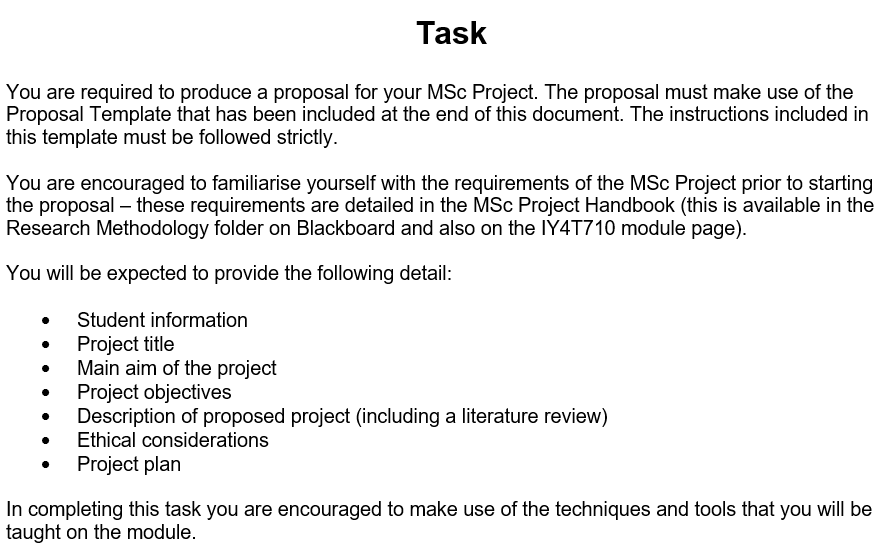 Task
You are required to produce a proposal for your MSc Project. The proposal must make use of the
Proposal Template that has been included at the end of this document. The instructions included in
this template must be followed strictly.
You are encouraged to familiarise yourself with the requirements of the MSc Project prior to starting
the proposal – these requirements are detailed in the MSc Project Handbook (this is available in the
Research Methodology folder on Blackboard and also on the IY4T710 module page).
You will be expected to provide the following detail:
• Student information
• Project title
• Main aim of the project
• Project objectives
• Description of proposed project (including a literature review)
• Ethical considerations
• Project plan
In completing this task you are encouraged to make use of the techniques and tools that you will be
taught on the module.